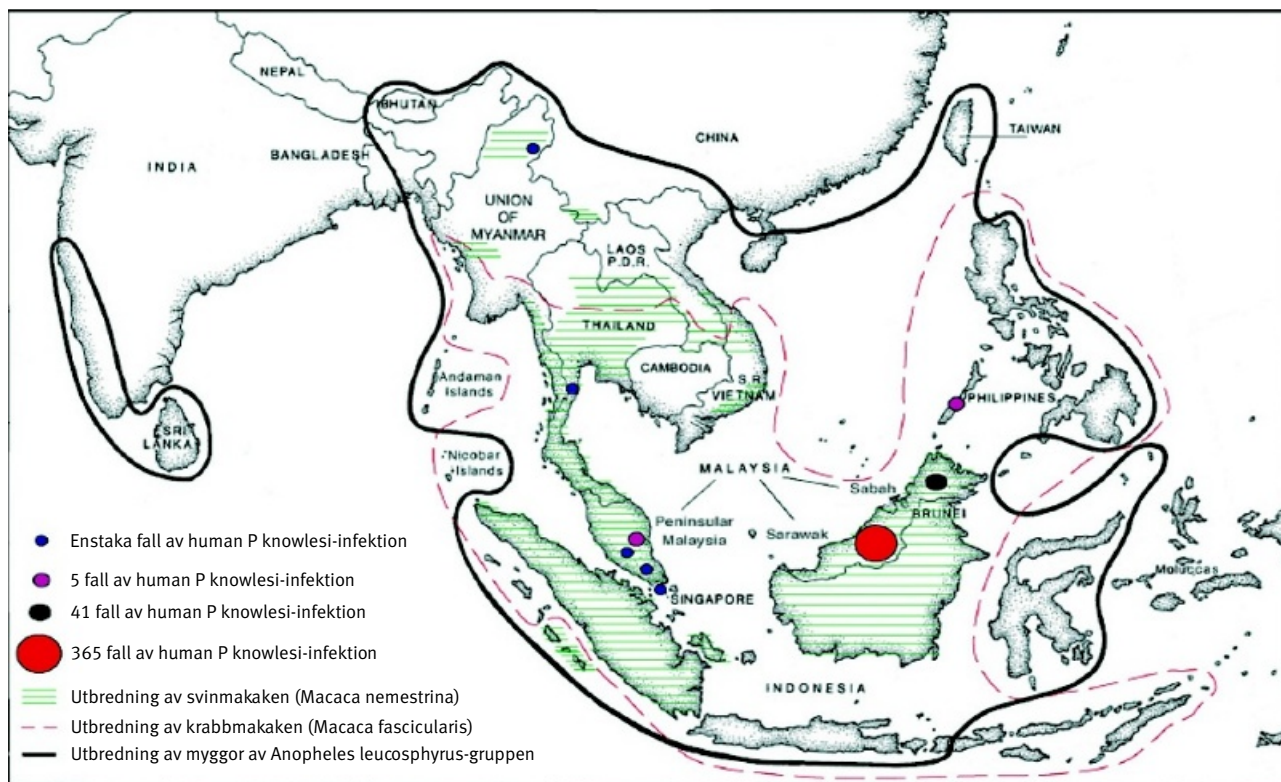 NEPAL
BHUTAN
CHINA
TAIWAN
INDIA
BANGLADESH
UNION
OF
MYANMAR
LAOS
P.D.R.
THAILAND
CAMBODIA
S.R.
VIETNAM
Andaman
Islands
PHILIPPINES
SRI
LANKA
Nicobar
Islands
MALAYSIA
Sabah
BRUNEI
Peninsular
Malaysia
Sarawak
SINGAPORE
Moluccas
INDONESIA
Enstaka fall av human P knowlesi-infektion
5 fall av human P knowlesi-infektion
41 fall av human P knowlesi-infektion
365 fall av human P knowlesi-infektion
Utbredning av svinmakaken (Macaca nemestrina)
Utbredning av krabbmakaken (Macaca fascicularis)
Utbredning av myggor av Anopheles leucosphyrus-gruppen